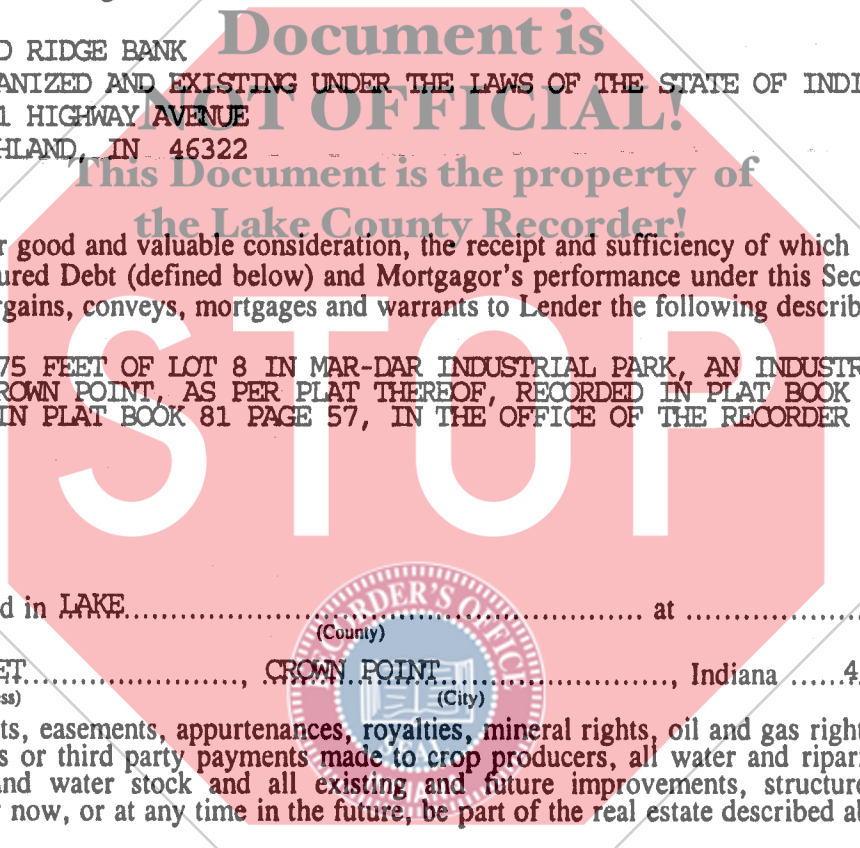 Document is
D RIDGE BANK
ANIZED AND EXISTING UNDER THE LAWS OF THE STATE OF INDI
NOT OFFICIAL!
1 HIGHWAY AVENUE
HLAND, IN 46322
This Document is the property of
the Lake County Recorder!
r good and valuable consideration, the receipt and sufficiency of which
ured Debt (defined below) and Mortgagor's performance under this Sec
rgains, conveys, mortgages and warrants to Lender the following describ
STOP
75 FEET OF LOT 8 IN MAR-DAR INDUSTRIAL PARK, AN INDUSTR
ROWN POINT, AS PER PLAT THEREOF, RECORDED IN PLAT BOOK
IN PLAT BOOK 81 PAGE 57, IN THE OFFICE OF THE RECORDER
RECORDER'S OFFICE
d in LAKE.................................................................................... at ..............................
(County)
ET..............................., CROWN POINT..............................., Indiana .....4
ss) (City)
ts, easements, appurtenances, royalties, mineral rights, oil and gas right
s or third party payments made to crop producers, all water and ripari
nd water stock and all existing and future improvements, structure
now, or at any time in the future, be part of the real estate described ab